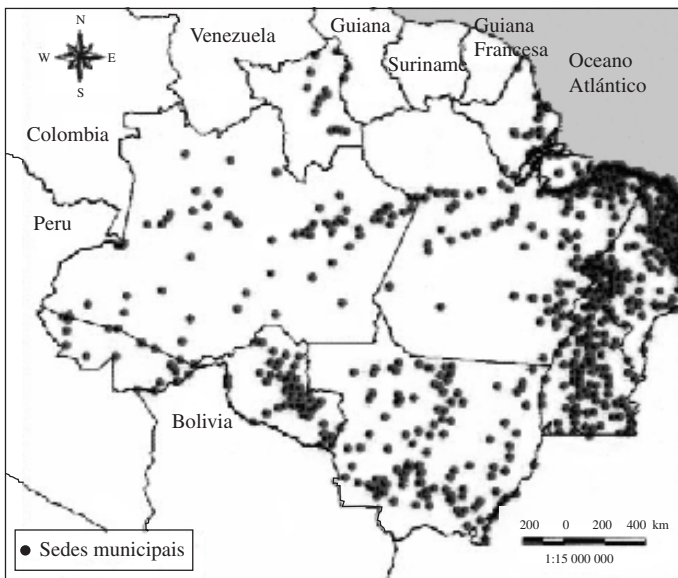 Guiana
Guiana
Francesa
Venezuela
Suriname
Oceano
Atlántico
N
W E
S
Colombia
Peru
Bolivia
Sedes municipais
200 0 200 400 km
1:15 000 000